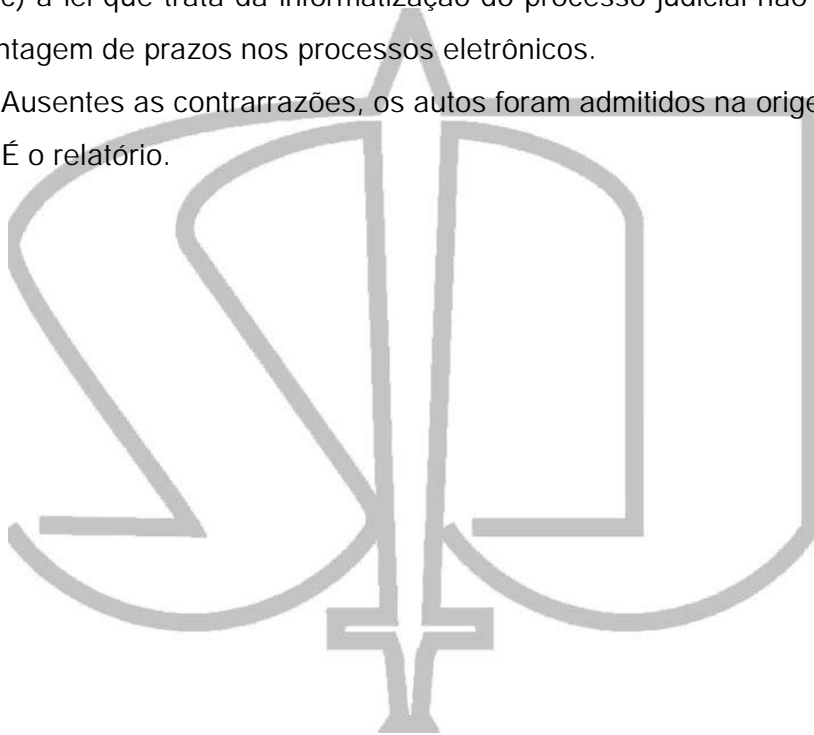 c) a lei que trata da informatização do processo judicial não
ntagem de prazos nos processos eletrônicos.
Ausentes as contrarrazões, os autos foram admitidos na orige
É o relatório.